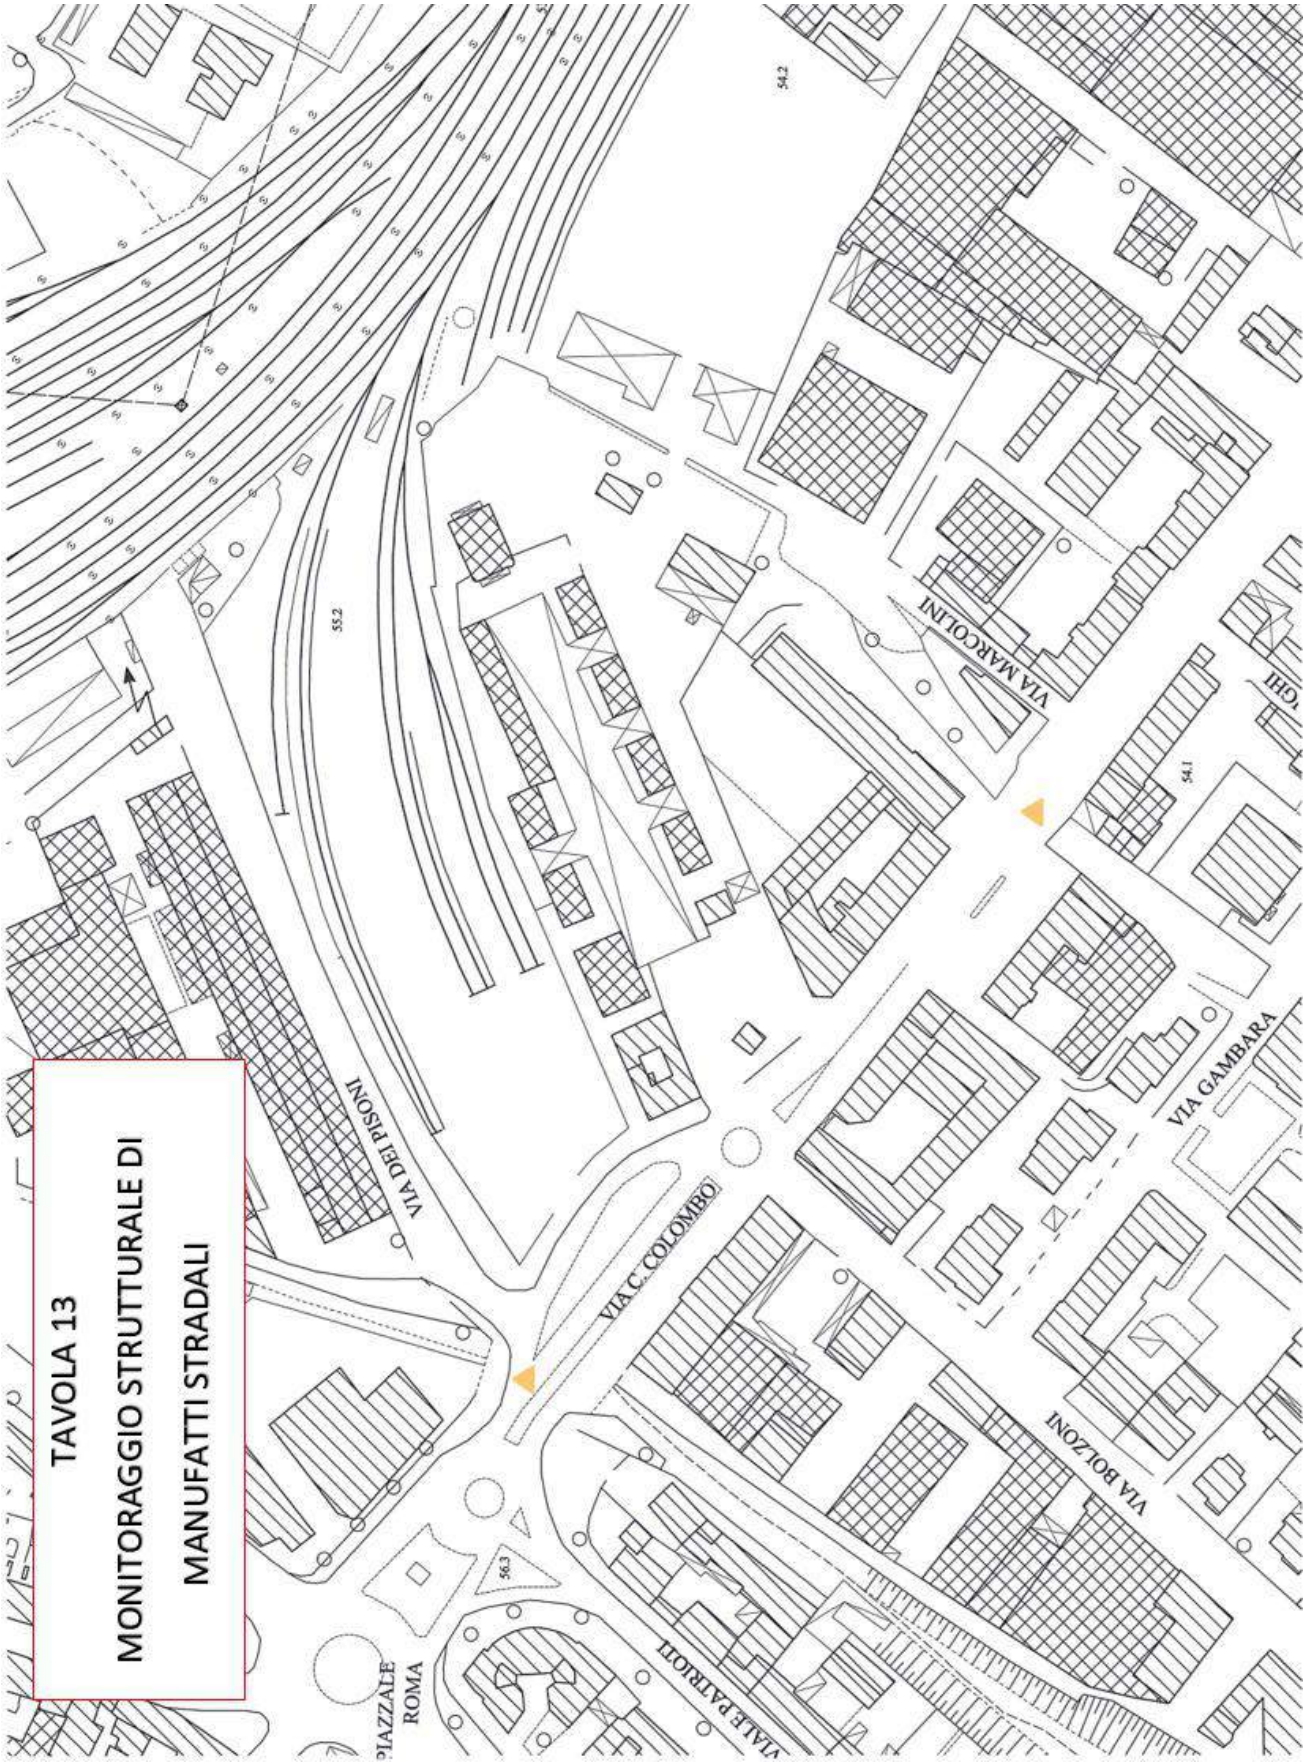 TAVOLA 13
MONITORAGGIO STRUTTURALE DI
MANUFATTI STRADALI
54.2
55.2
VIA MARCOLINI
54.1
GHI
VIA DEI PISONI
VIA GAMBARA
VIA C. COLOMBO
VIA BOLZONI
56.3
PIAZZALE
ROMA
VIALE PATRIOTI